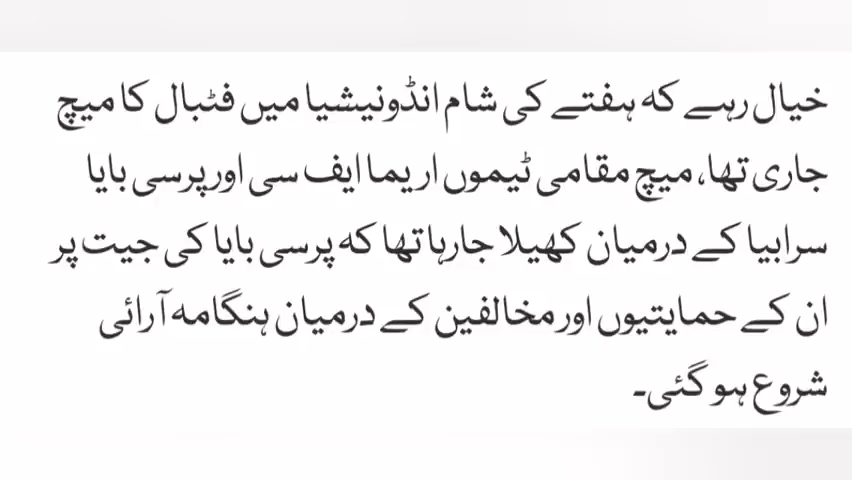 خیال رہے کہ ہفتے کی شام انڈونیشیا میں فٹبال کا میچ
جاری تھا، میچ مقامی ٹیموں اریما ایف سی اور پرسی بایا
سرابیا کے درمیان کھیلا جارہا تھا کہ پرسی بایا کی جیت پر
ان کے حمایتیوں اور مخالفین کے درمیان ہنگامہ آرائی
شروع ہو گئی۔